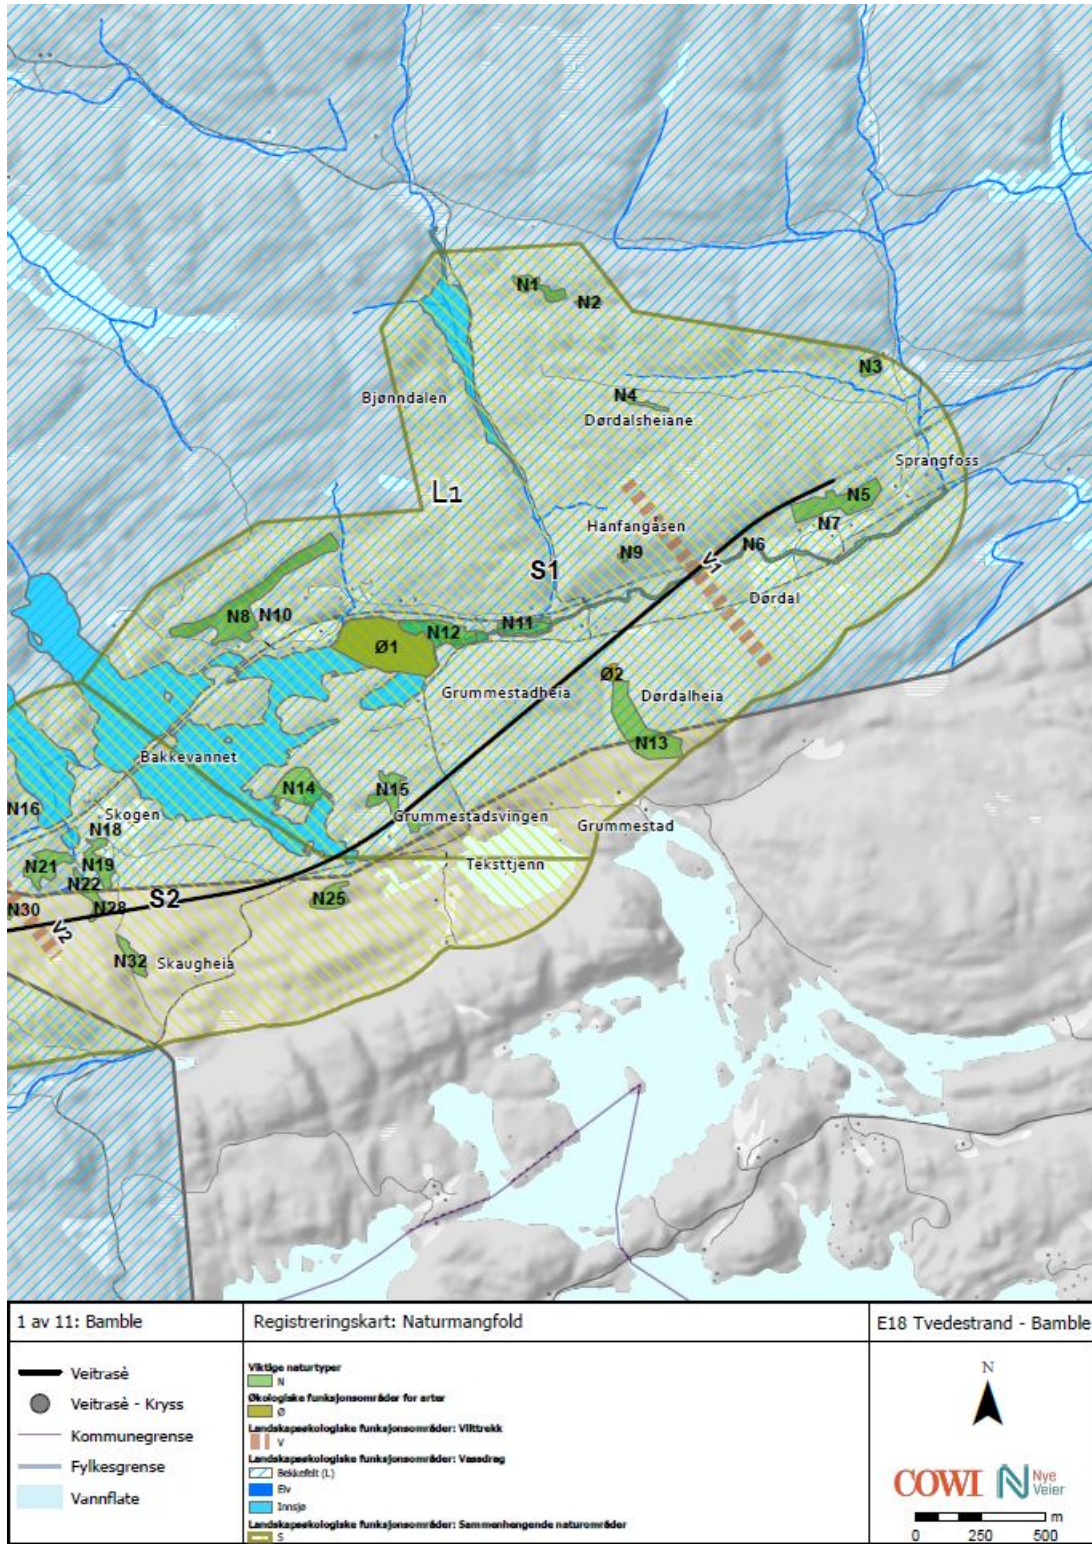 N1
N2
N3
Bjønndalen
N4
Dørdalsheiane
Sprangfoss
L1
N5
N7
Hanfangåsen
N9
V1
N6
S1
Dørdal
N8
N10
N12
N11
Ø1
Ø2
Grummestadheia
Dørdalheia
N13
Bakkevannet
N14
N15
N16
Skogen
N18
Grummestadsvingen
Grummestad
N21
N19
Teksttjenn
N22
N30
N28
S2
N25
V2
N32
Skaugheia
1 av 11: Bamble
Registreringskart: Naturmangfold
E18 Tvedestrand - Bamble
Veitrasè
Veitrasè - Kryss
Kommunegrense
Fylkesgrense
Vannflate
Viktige naturtyper
N
Økologiske funksjonsområder for arter
Ø
Landskapsøkologiske funksjonsområder: Vilttrekk
V
Landskapsøkologiske funksjonsområder: Vassdrag
Bekkefelt (L)
Elv
Innsjø
Landskapsøkologiske funksjonsområder: Sammenhengende naturområder
S
N
COWI
Nye
Veier
m
0 250 500